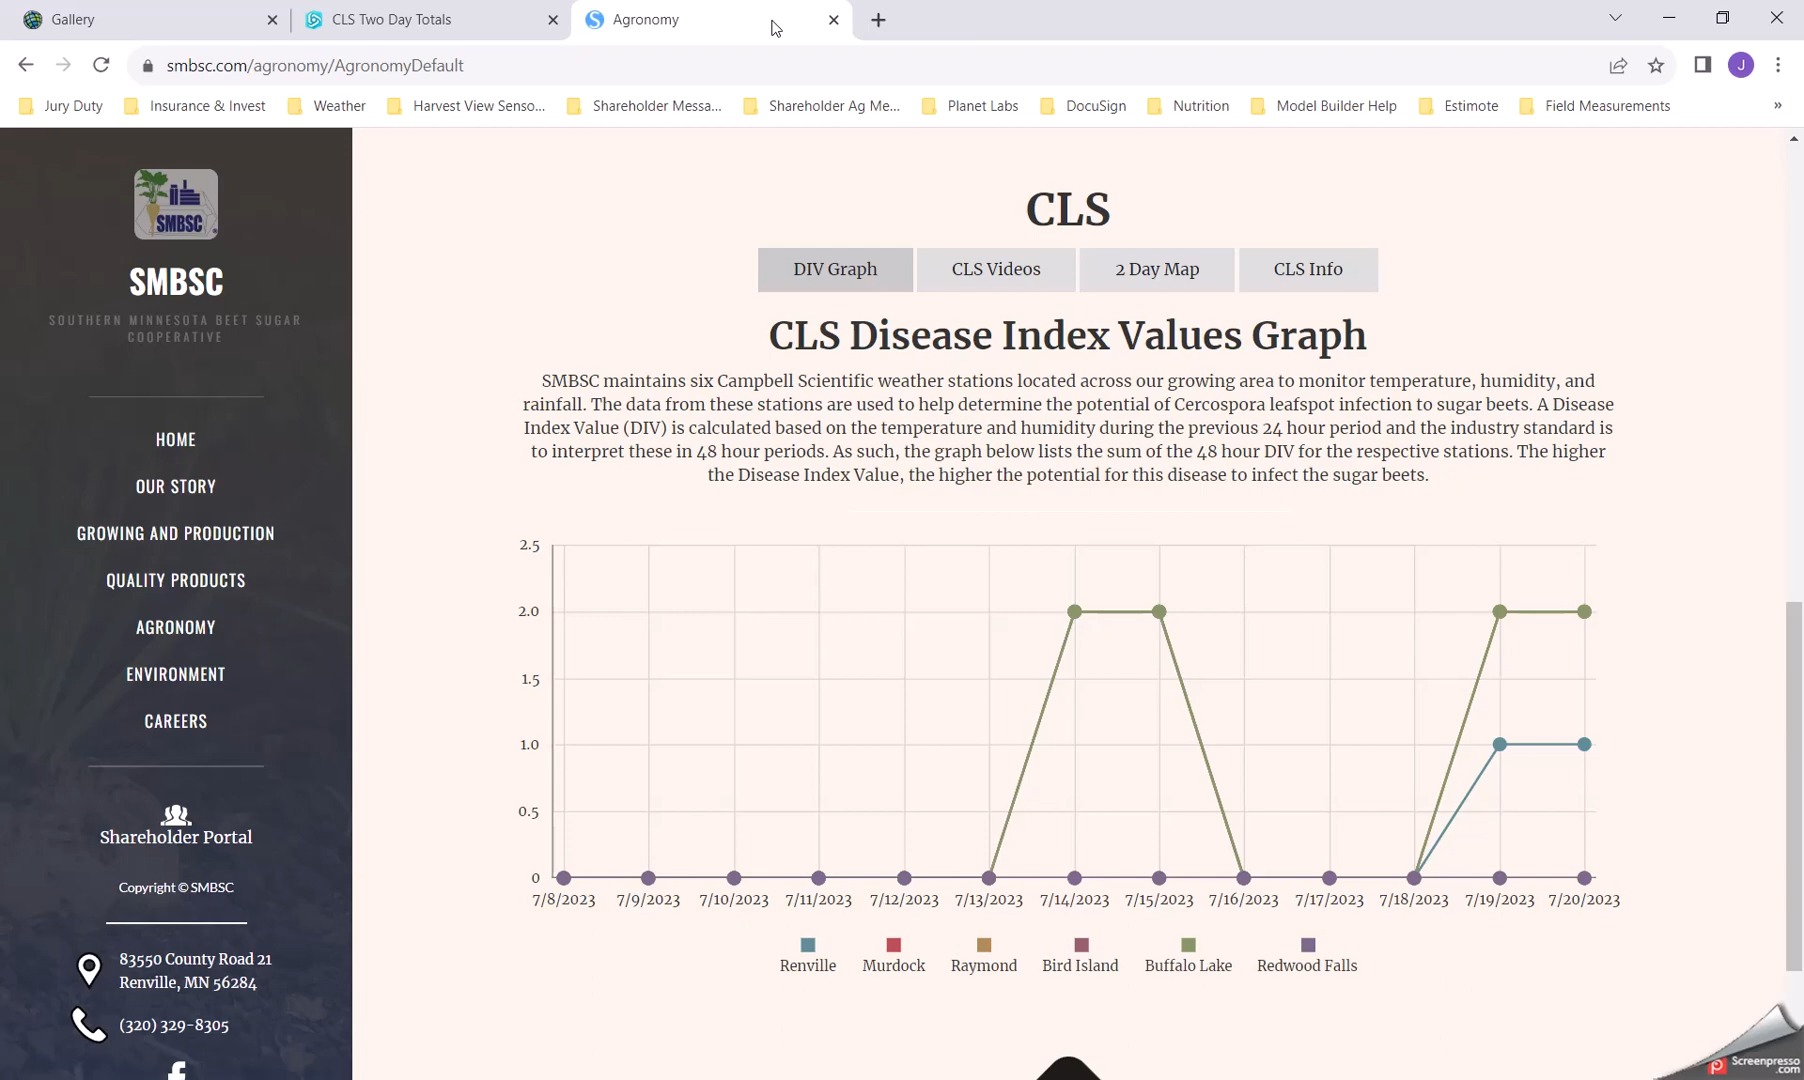 Gallery
CLS Two Day Totals
Agronomy
smbsc.com/agronomy/AgronomyDefault
J
Jury Duty
Insurance & Invest
Weather
Harvest View Senso...
Shareholder Messa...
Shareholder Ag Me...
Planet Labs
DocuSign
Nutrition
Model Builder Help
Estimote
Field Measurements
»
SMBSC
SMBSC
SOUTHERN MINNESOTA BEET SUGAR
COOPERATIVE
HOME
OUR STORY
GROWING AND PRODUCTION
QUALITY PRODUCTS
AGRONOMY
ENVIRONMENT
CAREERS
Shareholder Portal
Copyright © SMBSC
83550 County Road 21
Renville, MN 56284
(320) 329-8305
CLS
DIV Graph
CLS Videos
2 Day Map
CLS Info
CLS Disease Index Values Graph
SMBSC maintains six Campbell Scientific weather stations located across our growing area to monitor temperature, humidity, and
rainfall. The data from these stations are used to help determine the potential of Cercospora leafspot infection to sugar beets. A Disease
Index Value (DIV) is calculated based on the temperature and humidity during the previous 24 hour period and the industry standard is
to interpret these in 48 hour periods. As such, the graph below lists the sum of the 48 hour DIV for the respective stations. The higher
the Disease Index Value, the higher the potential for this disease to infect the sugar beets.
2.5
2.0
1.5
1.0
0.5
0
7/8/2023 7/9/2023 7/10/2023 7/11/2023 7/12/2023 7/13/2023 7/14/2023 7/15/2023 7/16/2023 7/17/2023 7/18/2023 7/19/2023 7/20/2023
Renville Murdock Raymond Bird Island Buffalo Lake Redwood Falls
Screenpresso
.com